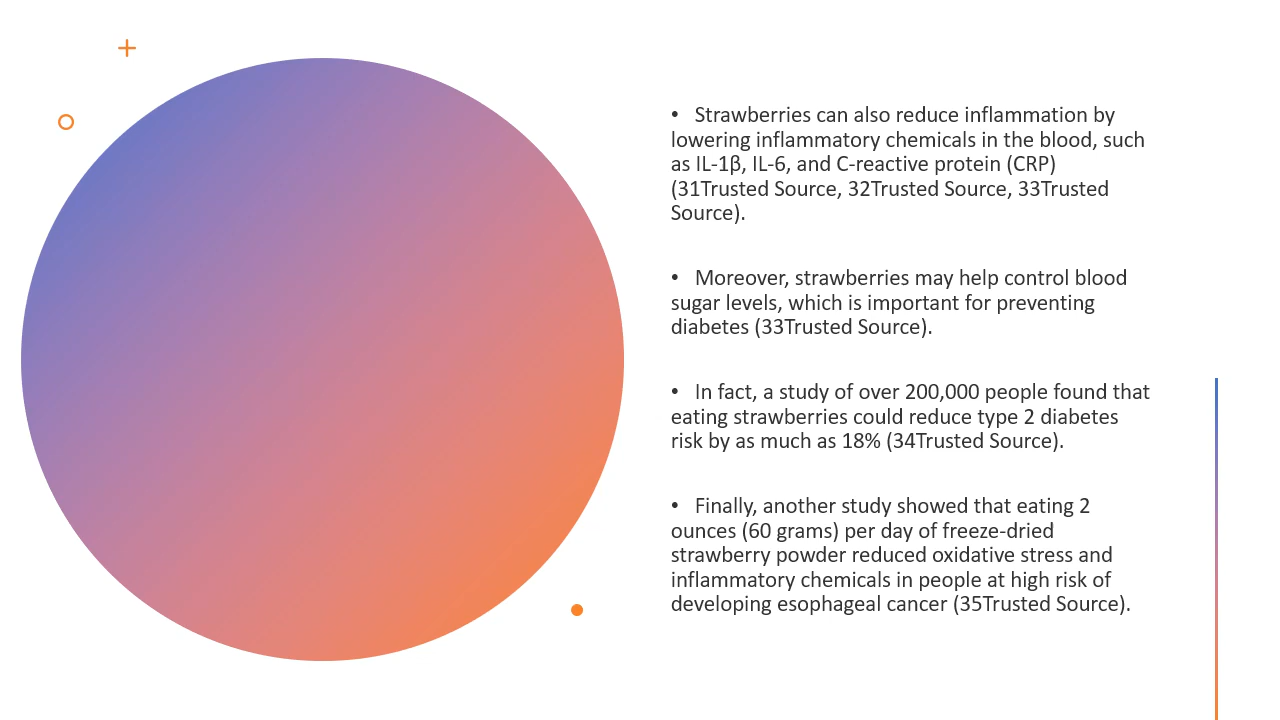 • Strawberries can also reduce inflammation by
lowering inflammatory chemicals in the blood, such
as IL-1β, IL-6, and C-reactive protein (CRP)
(31Trusted Source, 32Trusted Source, 33Trusted
Source).
• Moreover, strawberries may help control blood
sugar levels, which is important for preventing
diabetes (33Trusted Source).
• In fact, a study of over 200,000 people found that
eating strawberries could reduce type 2 diabetes
risk by as much as 18% (34Trusted Source).
• Finally, another study showed that eating 2
ounces (60 grams) per day of freeze-dried
strawberry powder reduced oxidative stress and
inflammatory chemicals in people at high risk of
developing esophageal cancer (35Trusted Source).